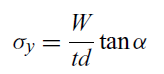 σy = W/td tan α